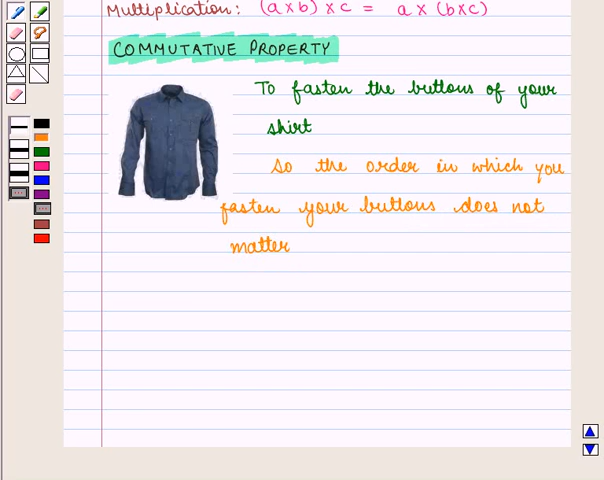 Multiplication: (a×b) × c = a × (b×c)
COMMUTATIVE PROPERTY
To fasten the buttons of your
shirt
So the order in which you
fasten your buttons does not
matter